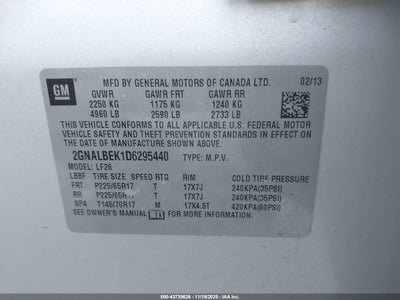 GM
MFD BY GENERAL MOTORS OF CANADA LTD. 02/13
GVWR GAWR FRT GAWR RR
2250 KG 1175 KG 1240 KG
4960 LB 2590 LB 2733 LB
THIS VEHICLE CONFORMS TO ALL APPLICABLE U.S. FEDERAL MOTOR
VEHICLE SAFETY AND THEFT PREVENTION STANDARDS IN EFFECT ON
THE DATE OF MANUFACTURE SHOWN ABOVE.
2GNALBEK1D6295440 TYPE: M.P.V.
MODEL: LF26
LBBF TIRE SIZE SPEED RTG RIM COLD TIRE PRESSURE
FRT P225/65R17 T 17X7J 240KPA(35PSI)
RR P225/65R17 T 17X7J 240KPA(35PSI)
SPA T145/70R17 M 17X4.5T 420KPA(60PSI)
SEE OWNER'S MANUAL FOR ADDITIONAL INFORMATION.
000-43735626 - 11/18/2025 - IAA